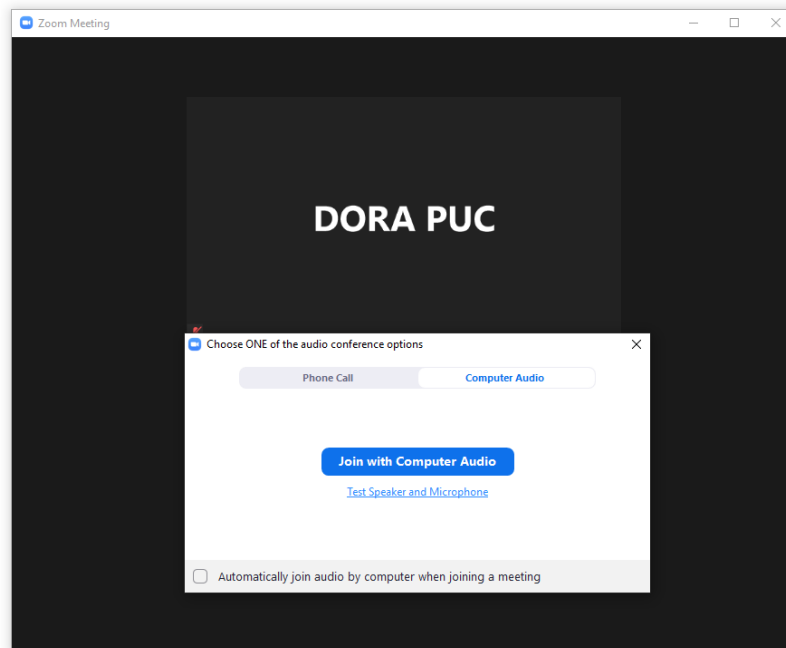 Zoom Meeting
DORA PUC
Choose ONE of the audio conference options
Phone Call
Computer Audio
Join with Computer Audio
Test Speaker and Microphone
Automatically join audio by computer when joining a meeting